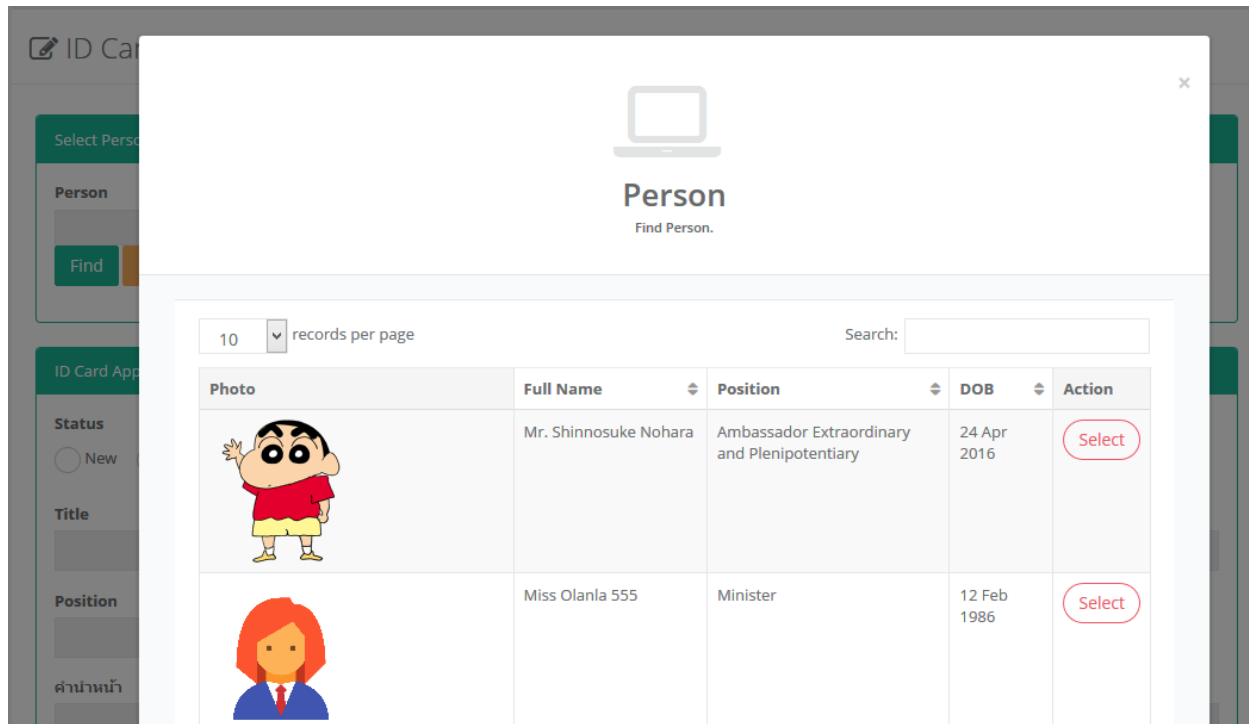 ID Car
×
Select Perso
Person
Find
Person
Find Person.
10 records per page
Search:
ID Card App
Photo
Full Name
Position
DOB
Action
Status
New
Mr. Shinnosuke Nohara
Ambassador Extraordinary
and Plenipotentiary
24 Apr
2016
Select
Title
Position
Miss Olanla 555
Minister
12 Feb
1986
Select
คำนำหน้า